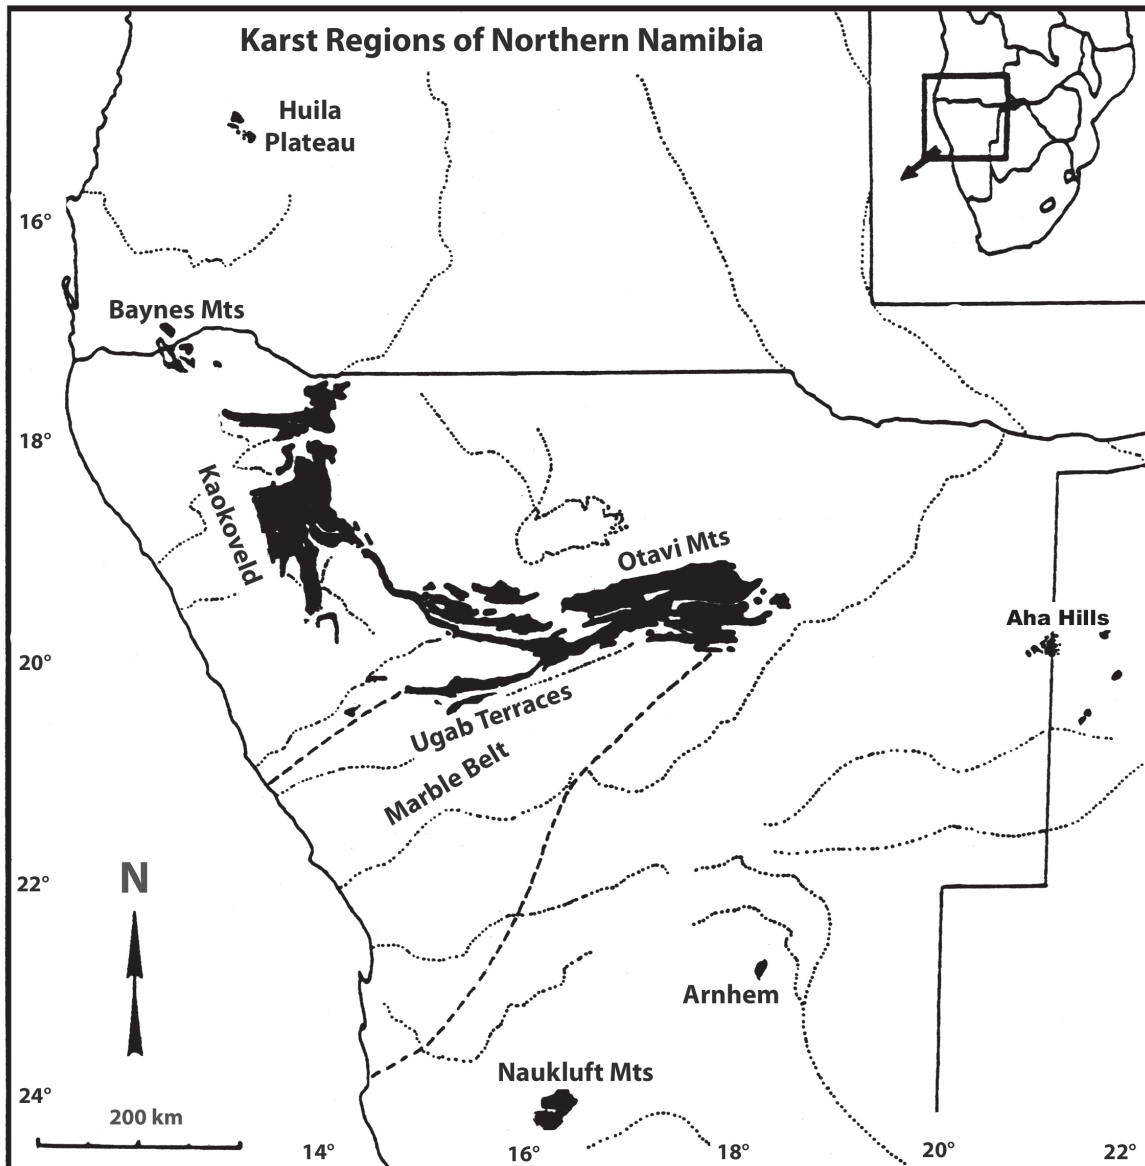 Karst Regions of Northern Namibia
Huila
Plateau
16°
Baynes Mts
18°
Kaokoveld
Otavi Mts
Aha Hills
20°
Ugab Terraces
Marble Belt
N
22°
Arnhem
Naukluft Mts
24°
200 km
14°
16°
18°
20°
22°